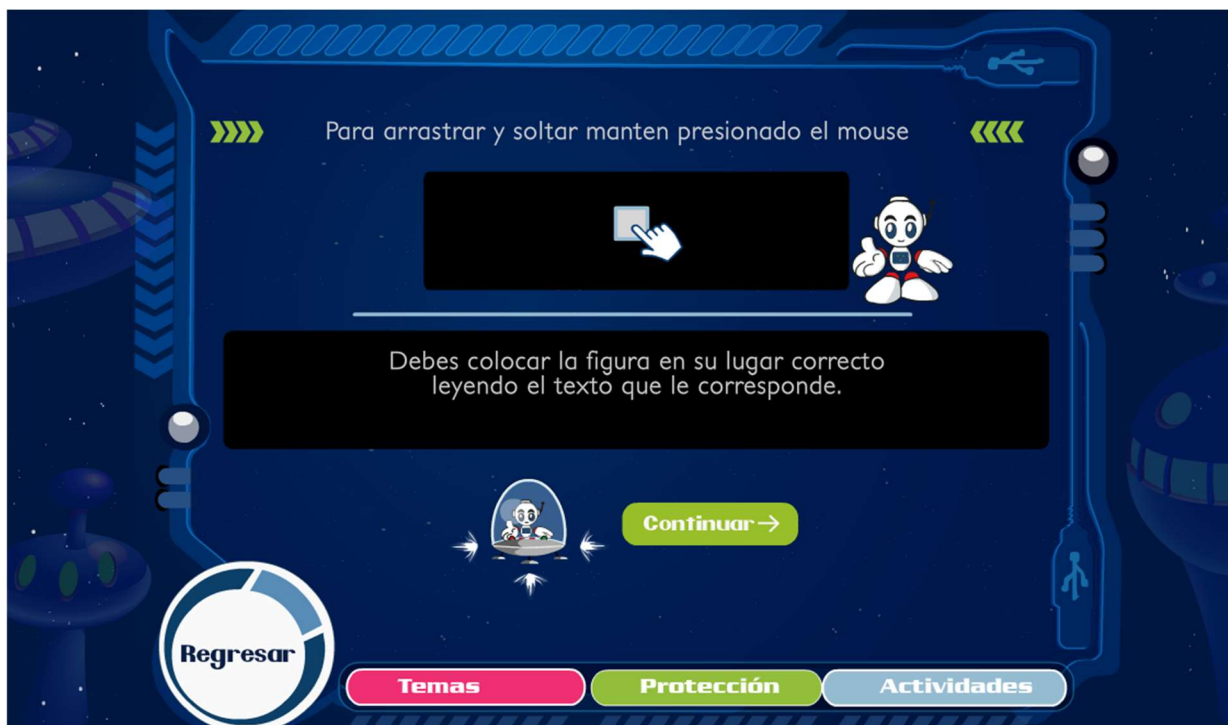 Para arrastrar y soltar manten presionado el mouse
Debes colocar la figura en su lugar correcto
leyendo el texto que le corresponde.
Continuar→
Regresar
Temas
Protección
Actividades